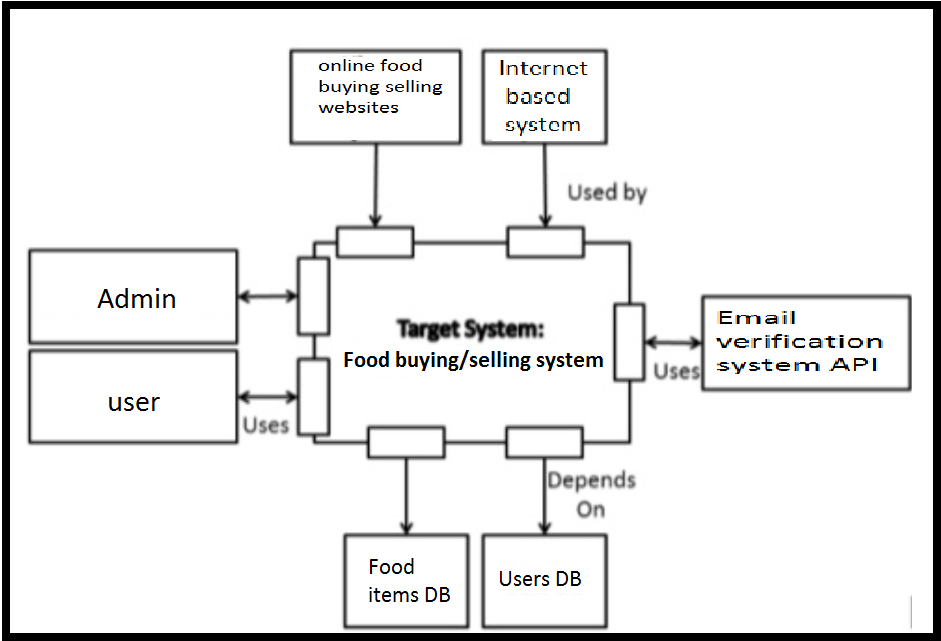 online food
buying selling
websites
Internet
based
system
Used by
Admin
user
Uses
Target System:
Food buying/selling system
Email
verification
system API
Uses
Depends
On
Food
items DB
Users DB